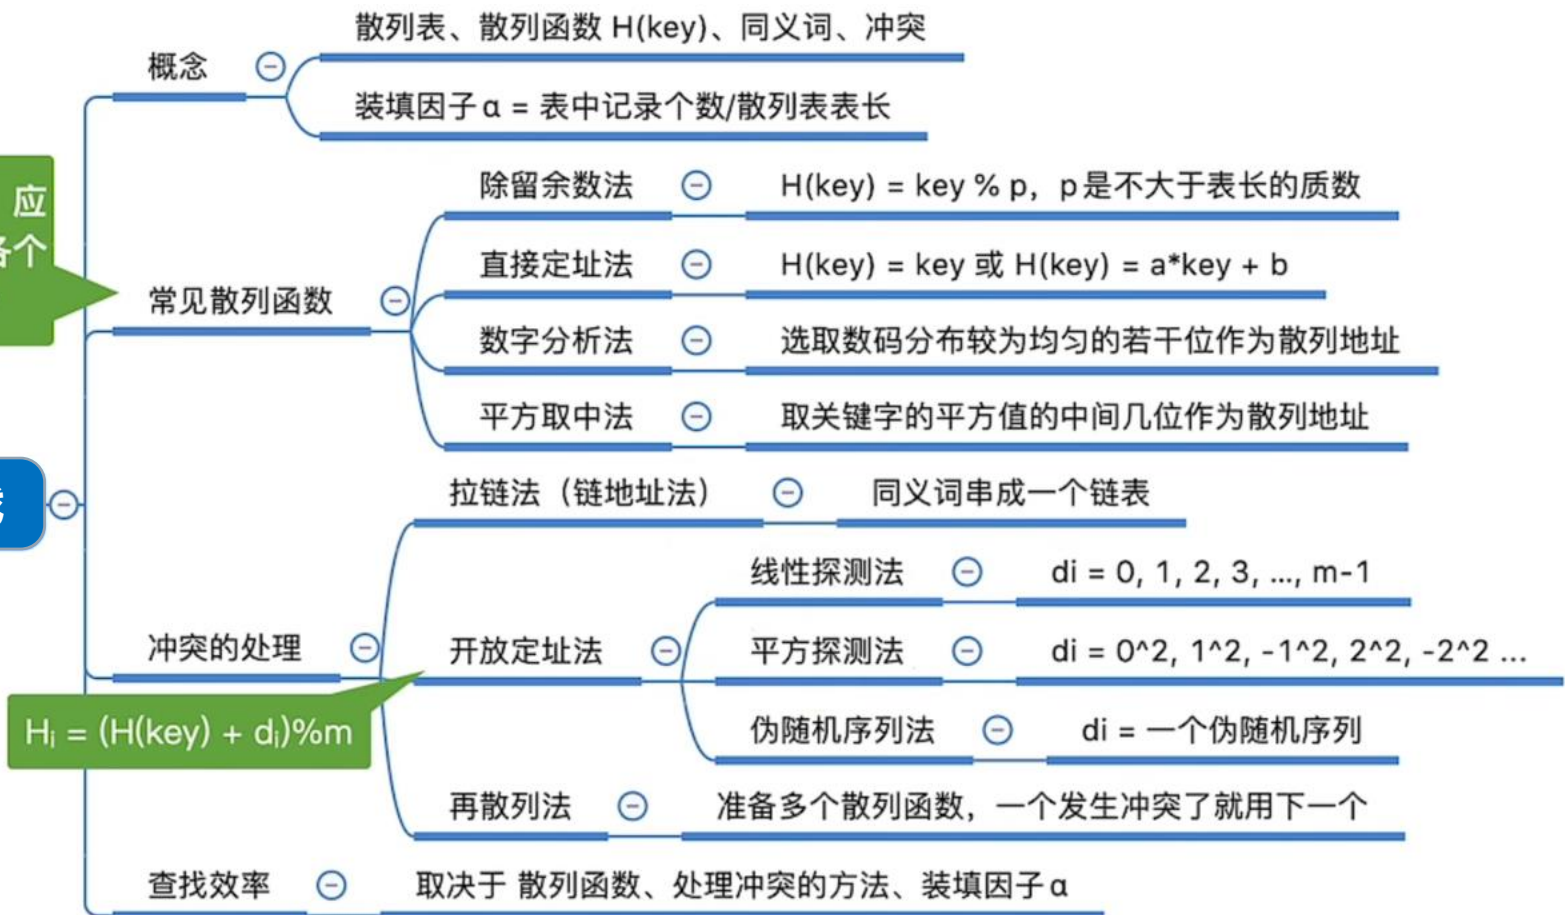 概念
散列表、散列函数 H(key)、同义词、冲突
装填因子α = 表中记录个数/散列表表长
应
各个
常见散列函数
除留余数法
H(key) = key % p，p是不大于表长的质数
直接定址法
H(key) = key 或 H(key) = a*key + b
数字分析法
选取数码分布较为均匀的若干位作为散列地址
平方取中法
取关键字的平方值的中间几位作为散列地址
冲突的处理
拉链法（链地址法）
同义词串成一个链表
开放定址法
Hᵢ = (H(key) + dᵢ)%m
线性探测法
di = 0, 1, 2, 3, ..., m-1
平方探测法
di = 0^2, 1^2, -1^2, 2^2, -2^2 ...
伪随机序列法
di = 一个伪随机序列
再散列法
准备多个散列函数，一个发生冲突了就用下一个
查找效率
取决于 散列函数、处理冲突的方法、装填因子α